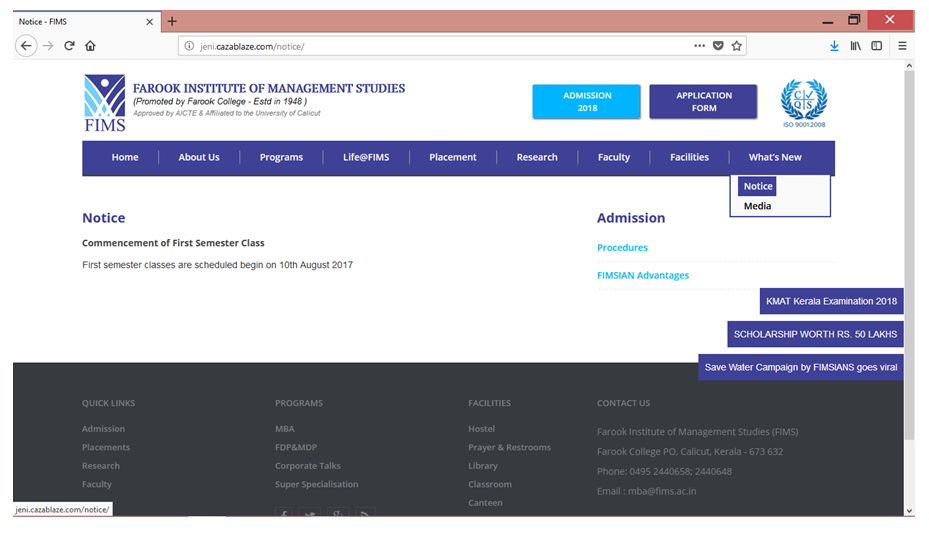 Notice - FIMS
jeni.cazablaze.com/notice/
FIMS
FAROOK INSTITUTE OF MANAGEMENT STUDIES
(Promoted by Farook College - Estd in 1948 )
Approved by AICTE & Affiliated to the University of Calicut
ADMISSION
2018
APPLICATION
FORM
CLV
QIS
ISO 9001:2008
Home About Us Programs Life@FIMS Placement Research Faculty Facilities What's New
Notice
Media
Notice
Commencement of First Semester Class
First semester classes are scheduled begin on 10th August 2017
Admission
Procedures
FIMSIAN Advantages
KMAT Kerala Examination 2018
SCHOLARSHIP WORTH RS. 50 LAKHS
Save Water Campaign by FIMSIANS goes viral
QUICK LINKS
Admission
Placements
Research
Faculty
PROGRAMS
MBA
FDP&MDP
Corporate Talks
Super Specialisation
FACILITIES
Hostel
Prayer & Restrooms
Library
Classroom
Canteen
CONTACT US
Farook Institute of Management Studies (FIMS)
Farook College PO, Calicut, Kerala - 673 632
Phone: 0495 2440658; 2440648
Email : mba@fims.ac.in
jeni.cazablaze.com/notice/